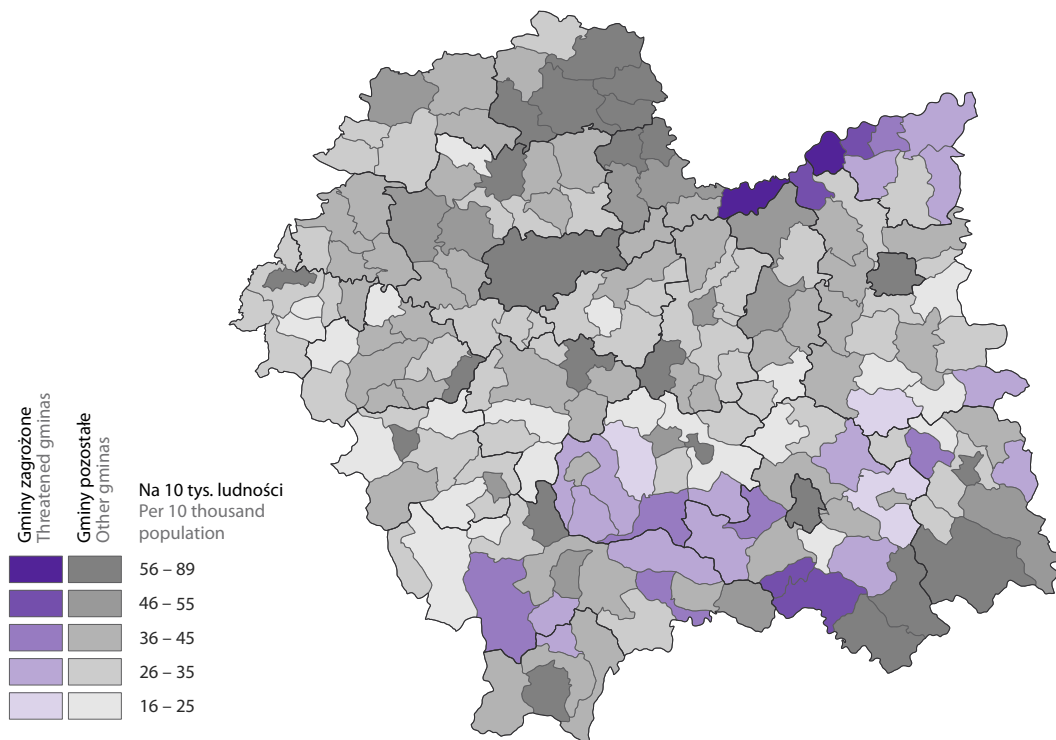 Gminy zagrożone
Threatened gminas
Gminy pozostałe
Other gminas
Na 10 tys. ludności
Per 10 thousand
population
56 – 89
46 – 55
36 – 45
26 – 35
16 – 25